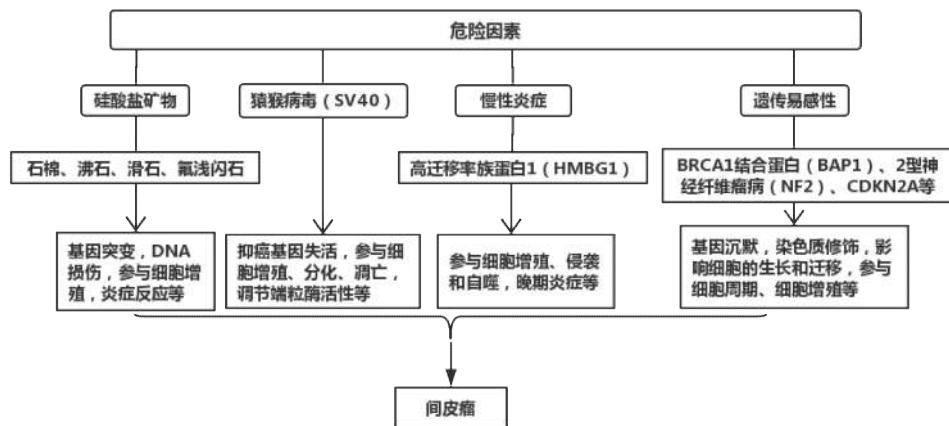 危险因素
硅酸盐矿物
猿猴病毒（SV40）
慢性炎症
遗传易感性
石棉、沸石、滑石、氟浅闪石
高迁移率族蛋白1（HMBG1）
BRCA1结合蛋白（BAP1）、2型神
经纤维瘤病（NF2）、CDKN2A等
基因突变，DNA
损伤，参与细胞增
殖，炎症反应等
抑癌基因失活，参与细
胞增殖、分化、凋亡，
调节端粒酶活性等
参与细胞增殖、侵袭
和自噬，晚期炎症等
基因沉默，染色质修饰，影
响细胞的生长和迁移，参与
细胞周期、细胞增殖等
间皮瘤